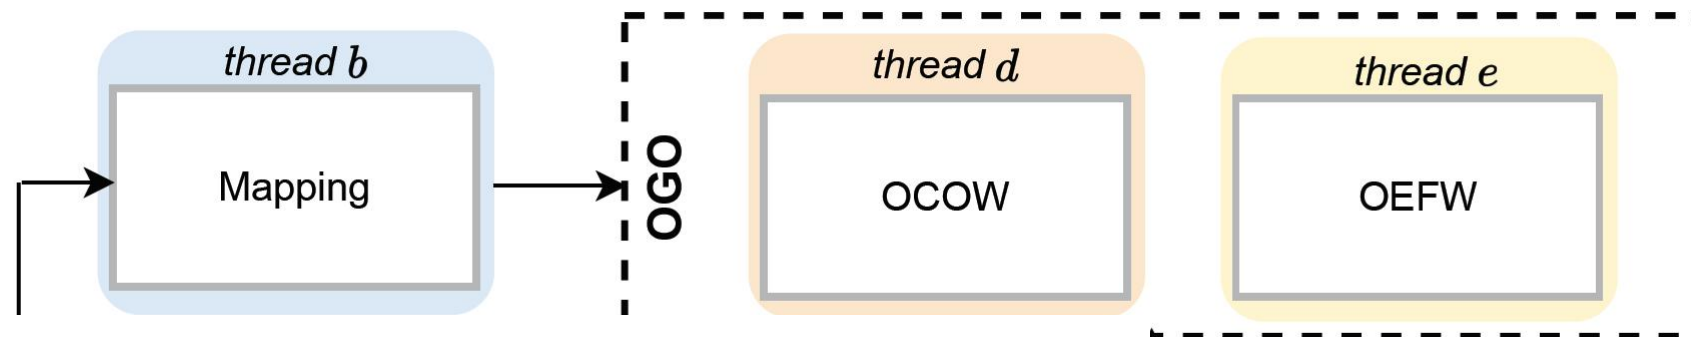 thread b
Mapping
OGO
thread d
OCOW
thread e
OEFW